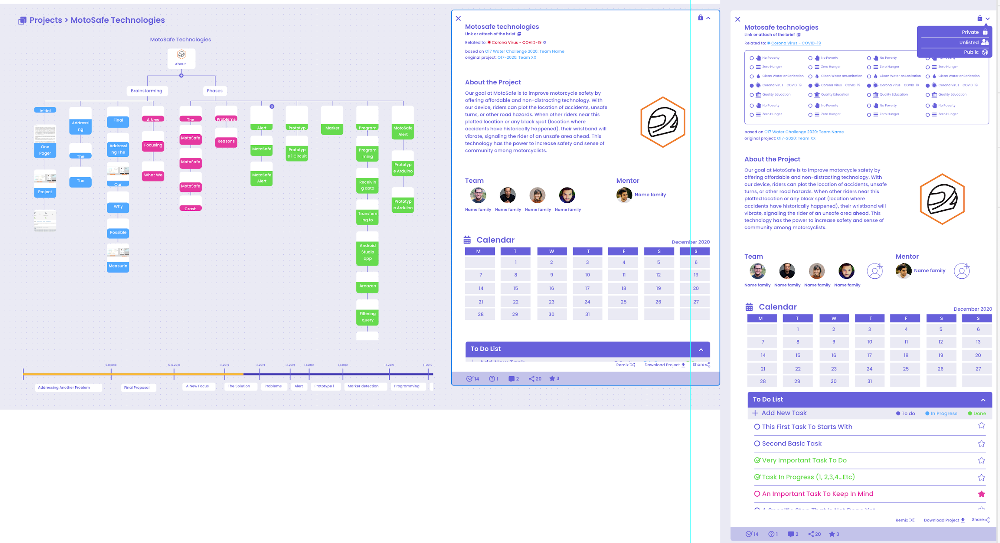 Projects > MotoSafe Technologies
MotoSafe Technologies
About
Brainstorming
Phases
Initial
One
Pager
Project
Addressi
ng
The
The
Final
Addressi
ng The
Our
Why
Possible
Measurin
A New
Focusing
What We
The
MotoSafe
MotoSafe
MotoSafe
Crash
Problems
Reasons
Alert
MotoSafe
MotoSafe
Alert
Prototyp
Prototyp
e 1 Circuit
Marker
Program
Program
ming
Receivin
g data
Transferri
ng to
Android
Studio
app
Amazon
Filtering
query
MotoSafe
Alert
Prototyp
e Arduino
Prototyp
e Arduino
5.8.2018
5.12.2018
1.1.2019
1.1.2019
1.1.2019
1.1.2019
1.1.2019
1.1.2019
1.1.2019
Addressing Another Problem
Final Proposal
A New Focus
The Solution
Problems
Alert
Prototype 1
Marker detection
Programming
Motosafe technologies
Link or attach of the brief
Related to: Corona Virus - COVID-19
based on O17 Water Challenge 2020: Team Name
original project: O17-2020: Team XX
About the Project
Our goal at MotoSafe is to improve motorcycle safety by
offering affordable and non-distracting technology. With
our device, riders can plot the location of accidents, unsafe
turns, or other road hazards. When other riders near this
plotted location or any black spot (location where
accidents have historically happened), their wristband will
vibrate, signaling the rider of an unsafe area ahead. This
technology has the power to increase safety and sense of
community among motorcyclists.
Team
Mentor
Name family
Name family Name family Name family Name family
Calendar
December 2020
M T W T F S S
1 2 3 4 5 6
7 8 9 10 11 12 13
14 15 16 17 18 19 20
21 22 23 24 25 26 27
28 29 30 31
To Do List
Add New Task
Remix Download Project Share
14 1 2 20 3
Motosafe technologies
Link or attach of the brief
Related to: Corona Virus - COVID-19
Private
Unlisted
Public
No Poverty No Poverty No Poverty No Poverty
Zero Hunger Zero Hunger Zero Hunger Zero Hunger
Clean Water anSanitation Clean Water anSanitation Clean Water anSanitation Clean Water anSanitation
Corona Virus - COVID-19 Corona Virus - COVID-19 Corona Virus - COVID-19 Corona Virus - COVID-19
Quality Education Quality Education Quality Education Quality Education
No Poverty No Poverty No Poverty No Poverty
Zero Hunger Zero Hunger Zero Hunger Zero Hunger
based on O17 Water Challenge 2020: Team Name
original project: O17-2020: Team XX
About the Project
Our goal at MotoSafe is to improve motorcycle safety by
offering affordable and non-distracting technology. With
our device, riders can plot the location of accidents, unsafe
turns, or other road hazards. When other riders near this
plotted location or any black spot (location where
accidents have historically happened), their wristband will
vibrate, signaling the rider of an unsafe area ahead. This
technology has the power to increase safety and sense of
community among motorcyclists.
Team
Mentor
Name family
Name family Name family Name family Name family
Calendar
December 2020
M T W T F S S
1 2 3 4 5 6
7 8 9 10 11 12 13
14 15 16 17 18 19 20
21 22 23 24 25 26 27
28 29 30 31
To Do List
Add New Task
To do In Progress Done
This First Task To Starts With
Second Basic Task
Very Important Task To Do
Task In Progress (1, 2,3,4...Etc)
An Important Task To Keep In Mind
A Specific Step That Is Not Done Yet
Remix Download Project Share
14 1 2 20 3